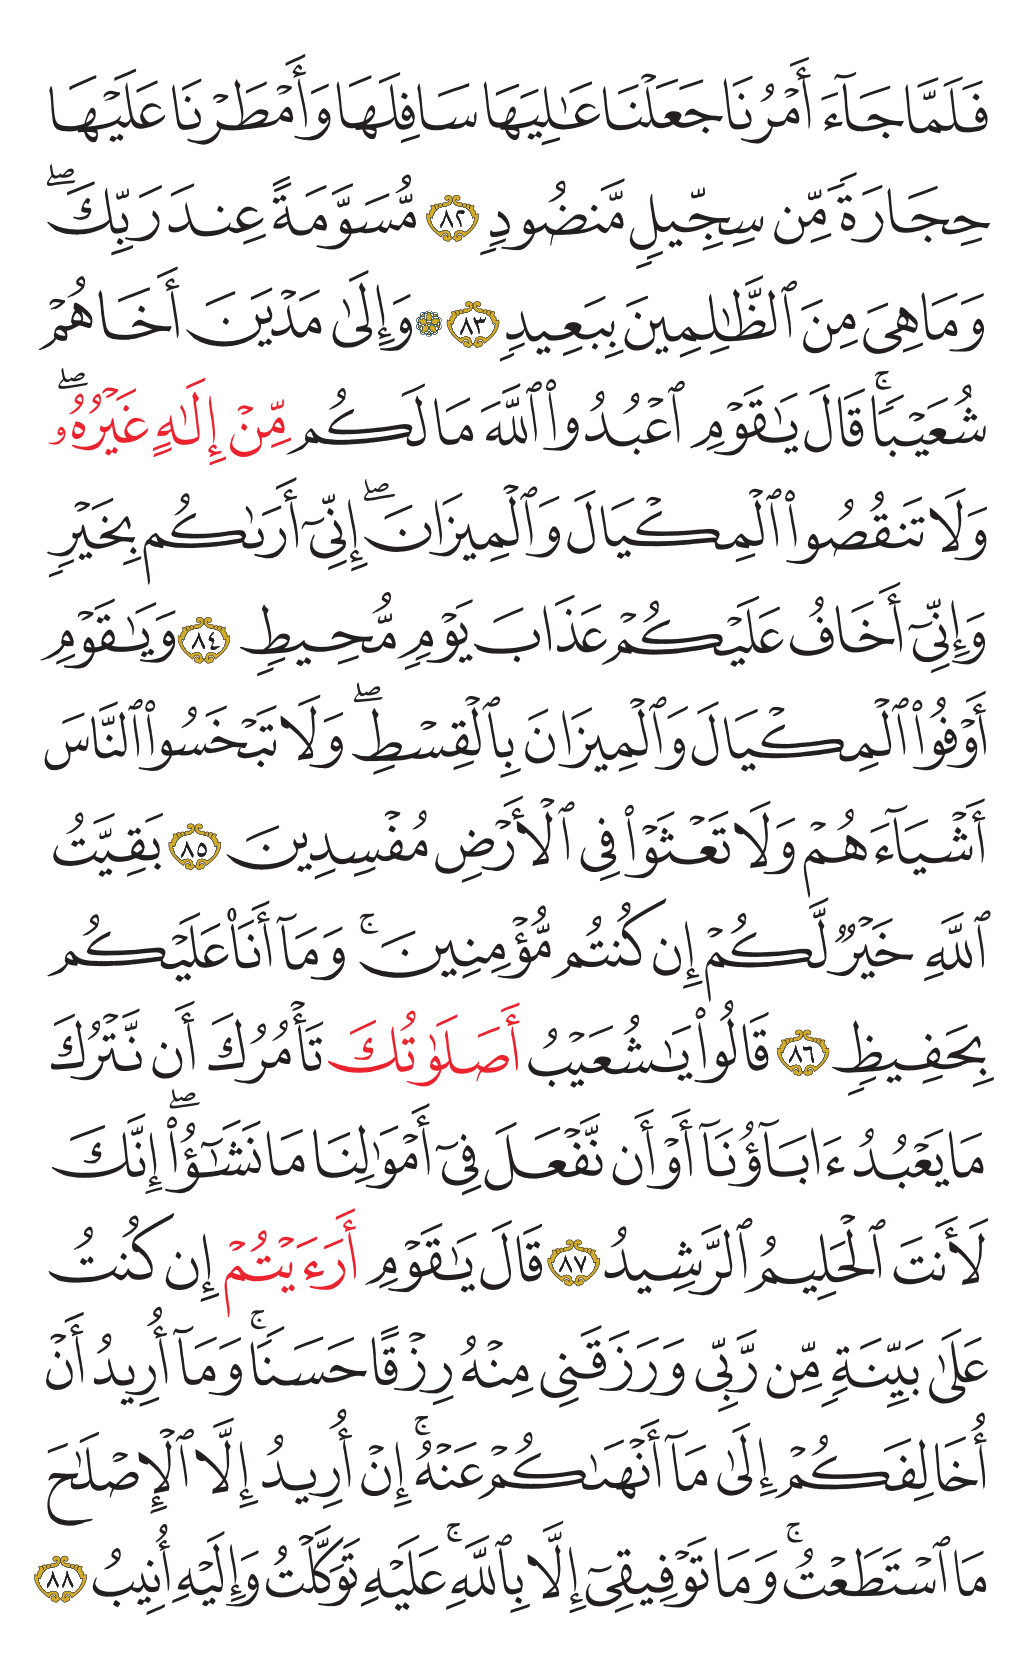 فَلَمَّا جَآءَ أَمْرُنَا جَعَلْنَا عَٰلِيَهَا سَافِلَهَا وَأَمْطَرْنَا عَلَيْهَا
حِجَارَةً مِّن سِجِّيلٍ مَّنضُودٍ ٨٢ مُّسَوَّمَةً عِندَ رَبِّكَۖ
وَمَا هِىَ مِنَ ٱلظَّٰلِمِينَ بِبَعِيدٍ ٨٣ ۞ وَإِلَىٰ مَدْيَنَ أَخَاهُمْ
شُعَيْبًاۚ قَالَ يَٰقَوْمِ ٱعْبُدُوا۟ ٱللَّهَ مَا لَكُم مِّنْ إِلَٰهٍ غَيْرُهُۥۖ
وَلَا تَنقُصُوا۟ ٱلْمِكْيَالَ وَٱلْمِيزَانَۖ إِنِّىٓ أَرَىٰكُم بِخَيْرٍ
وَإِنِّىٓ أَخَافُ عَلَيْكُمْ عَذَابَ يَوْمٍ مُّحِيطٍ ٨٤ وَيَٰقَوْمِ
أَوْفُوا۟ ٱلْمِكْيَالَ وَٱلْمِيزَانَ بِٱلْقِسْطِۖ وَلَا تَبْخَسُوا۟ ٱلنَّاسَ
أَشْيَآءَهُمْ وَلَا تَعْثَوْا۟ فِى ٱلْأَرْضِ مُفْسِدِينَ ٨٥ بَقِيَّتُ
ٱللَّهِ خَيْرٌ لَّكُمْ إِن كُنتُم مُّؤْمِنِينَۚ وَمَآ أَنَا۠ عَلَيْكُم
بِحَفِيظٍ ٨٦ قَالُوا۟ يَٰشُعَيْبُ أَصَلَوٰتُكَ تَأْمُرُكَ أَن نَّتْرُكَ
مَا يَعْبُدُ ءَابَآؤُنَآ أَوْ أَن نَّفْعَلَ فِىٓ أَمْوَٰلِنَا مَا نَشَٰٓؤُا۟ۖ إِنَّكَ
لَأَنتَ ٱلْحَلِيمُ ٱلرَّشِيدُ ٨٧ قَالَ يَٰقَوْمِ أَرَءَيْتُمْ إِن كُنتُ
عَلَىٰ بَيِّنَةٍ مِّن رَّبِّى وَرَزَقَنِى مِنْهُ رِزْقًا حَسَنًاۚ وَمَآ أُرِيدُ أَنْ
أُخَالِفَكُمْ إِلَىٰ مَآ أَنْهَىٰكُمْ عَنْهُۚ إِنْ أُرِيدُ إِلَّا ٱلْإِصْلَٰحَ
مَا ٱسْتَطَعْتُۚ وَمَا تَوْفِيقِىٓ إِلَّا بِٱللَّهِۚ عَلَيْهِ تَوَكَّلْتُ وَإِلَيْهِ أُنِيبُ ٨٨